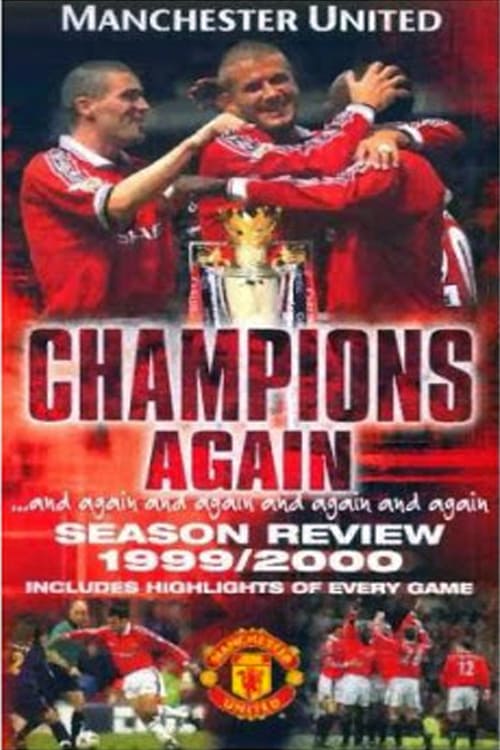 MANCHESTER UNITED
CHAMPIONS
AGAIN
...and again and again and again and again
SEASON REVIEW
1999/2000
INCLUDES HIGHLIGHTS OF EVERY GAME
MANCHESTER
UNITED
12